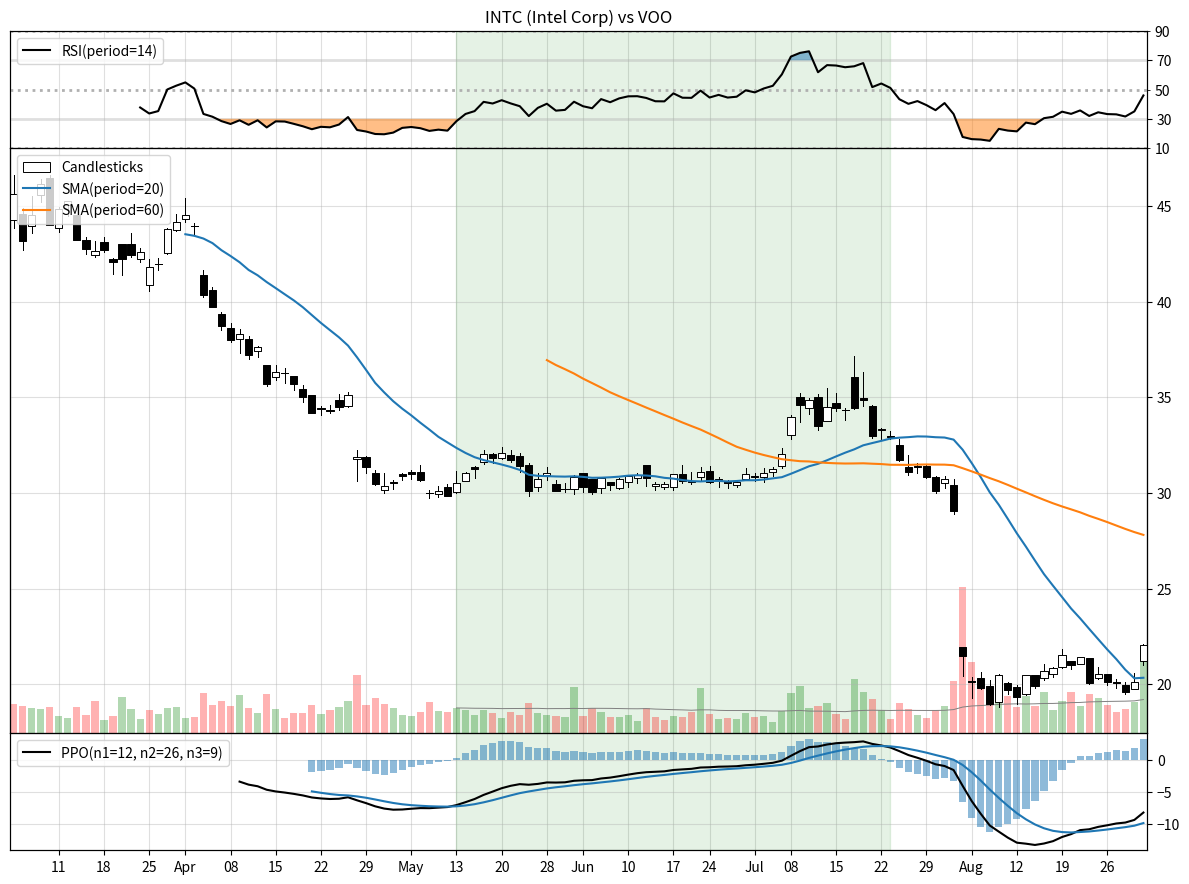 INTC (Intel Corp) vs VOO
RSI(period=14)
90
70
50
30
10
Candlesticks
SMA(period=20)
SMA(period=60)
45
40
35
30
25
20
PPO(n1=12, n2=26, n3=9)
0
−5
−10
11 18 25 Apr 08 15 22 29 May 13 20 28 Jun 10 17 24 Jul 08 15 22 29 Aug 12 19 26